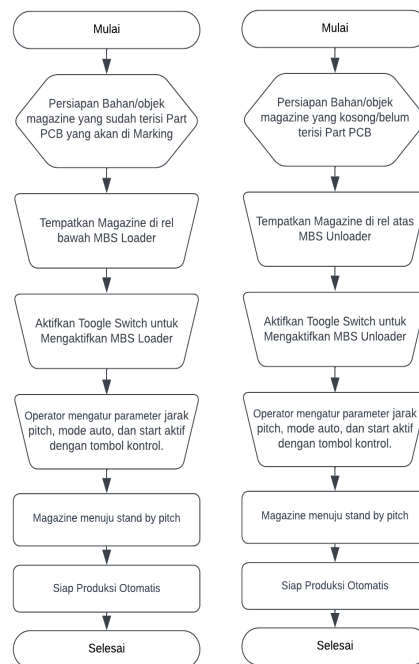 Mulai
Persiapan Bahan/objek
magazine yang sudah terisi Part
PCB yang akan di Marking
Tempatkan Magazine di rel
bawah MBS Loader
Aktifkan Toogle Switch untuk
Mengaktifkan MBS Loader
Operator mengatur parameter jarak
pitch, mode auto, dan start aktif
dengan tombol kontrol.
Magazine menuju stand by pitch
Siap Produksi Otomatis
Selesai
Mulai
Persiapan Bahan/objek
magazine yang kosong/belum
terisi Part PCB
Tempatkan Magazine di rel atas
MBS Unloader
Aktifkan Toogle Switch untuk
Mengaktifkan MBS Unloader
Operator mengatur parameter jarak
pitch, mode auto, dan start aktif
dengan tombol kontrol.
Magazine menuju stand by pitch
Siap Produksi Otomatis
Selesai